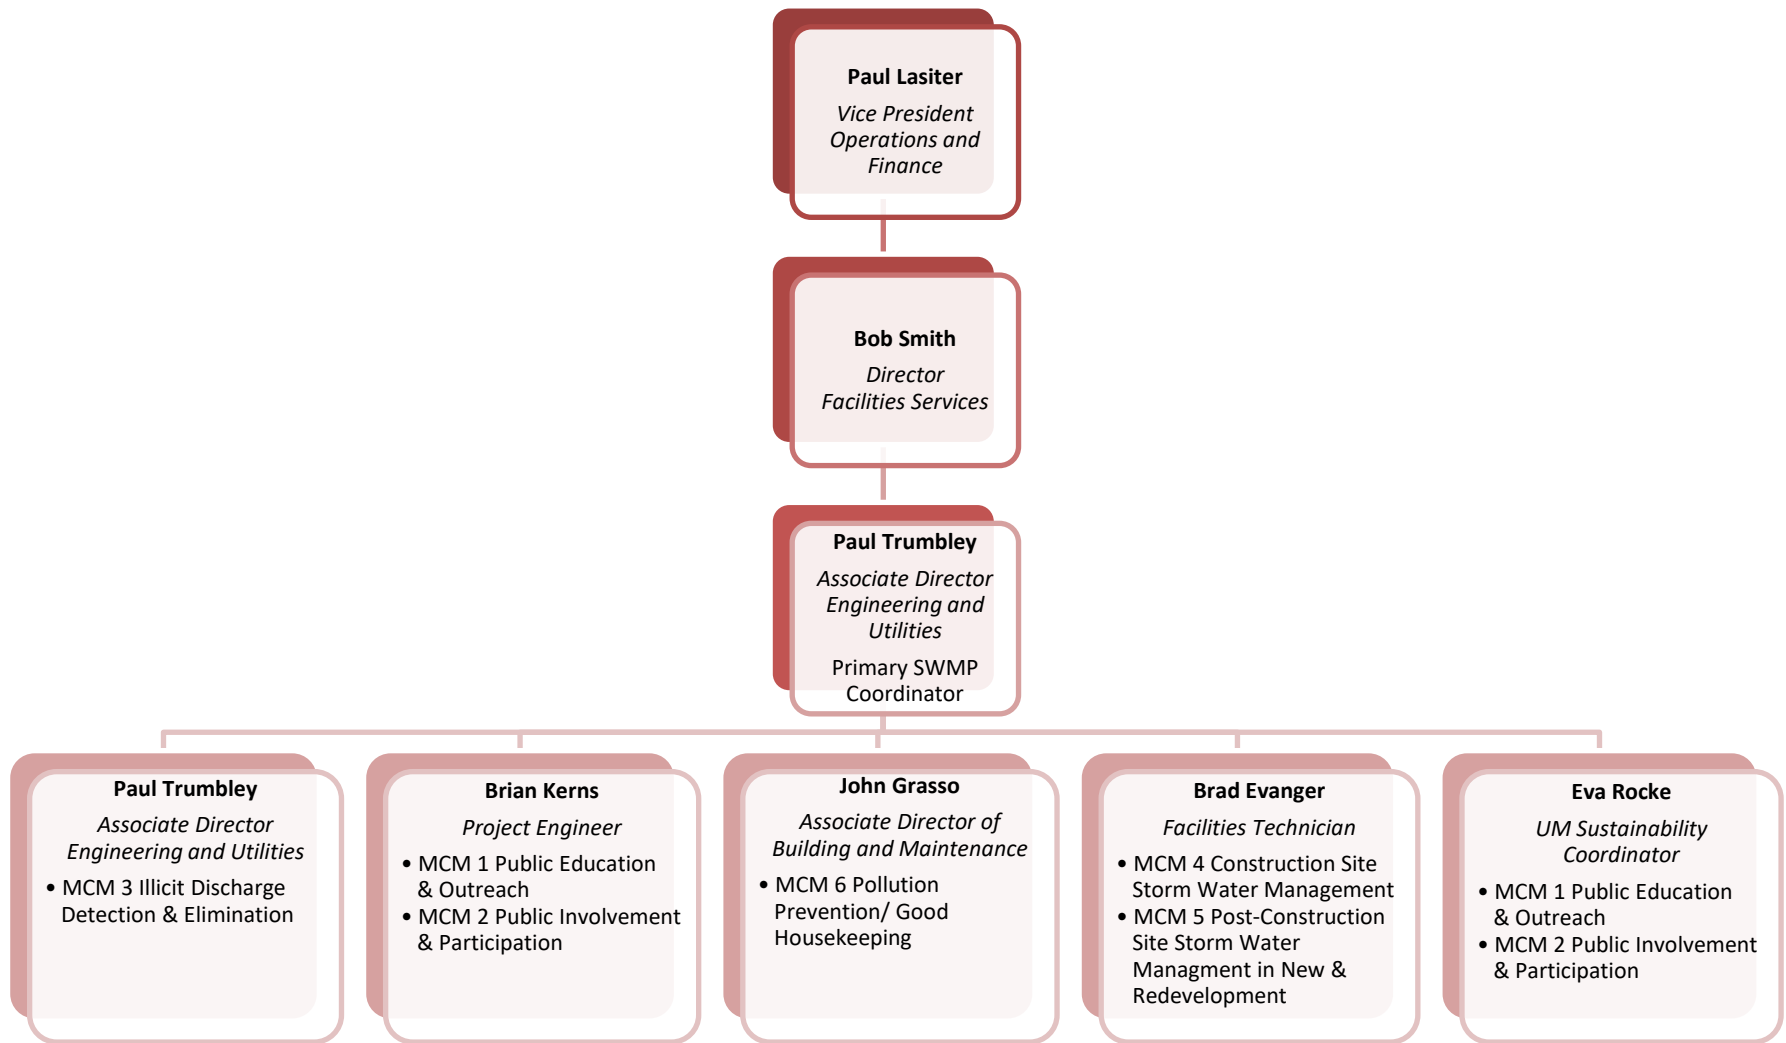 Paul Lasiter
Vice President
Operations and
Finance
Bob Smith
Director
Facilities Services
Paul Trumbley
Associate Director
Engineering and
Utilities
Primary SWMP
Coordinator
Paul Trumbley
Associate Director
Engineering and Utilities
• MCM 3 Illicit Discharge
Detection & Elimination
Brian Kerns
Project Engineer
• MCM 1 Public Education
& Outreach
• MCM 2 Public Involvement
& Participation
John Grasso
Associate Director of
Building and Maintenance
• MCM 6 Pollution
Prevention/ Good
Housekeeping
Brad Evanger
Facilities Technician
• MCM 4 Construction Site
Storm Water Management
• MCM 5 Post-Construction
Site Storm Water
Managment in New &
Redevelopment
Eva Rocke
UM Sustainability
Coordinator
• MCM 1 Public Education
& Outreach
• MCM 2 Public Involvement
& Participation